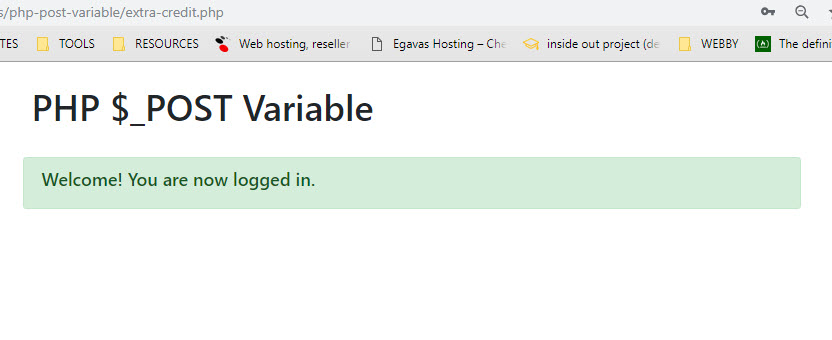 s/php-post-variable/extra-credit.php
TES TOOLS RESOURCES Web hosting, reseller Egavas Hosting – Che inside out project (de WEBBY The defini
PHP $_POST Variable
Welcome! You are now logged in.